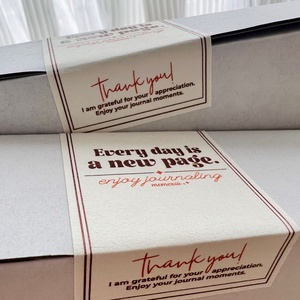 Thank you!
I am grateful for your appreciation.
Enjoy your journal moments.
Every day is
a new page.
enjoy journaling
Thank you!
I am grateful for your appreciation.
Enjoy your journal moments.